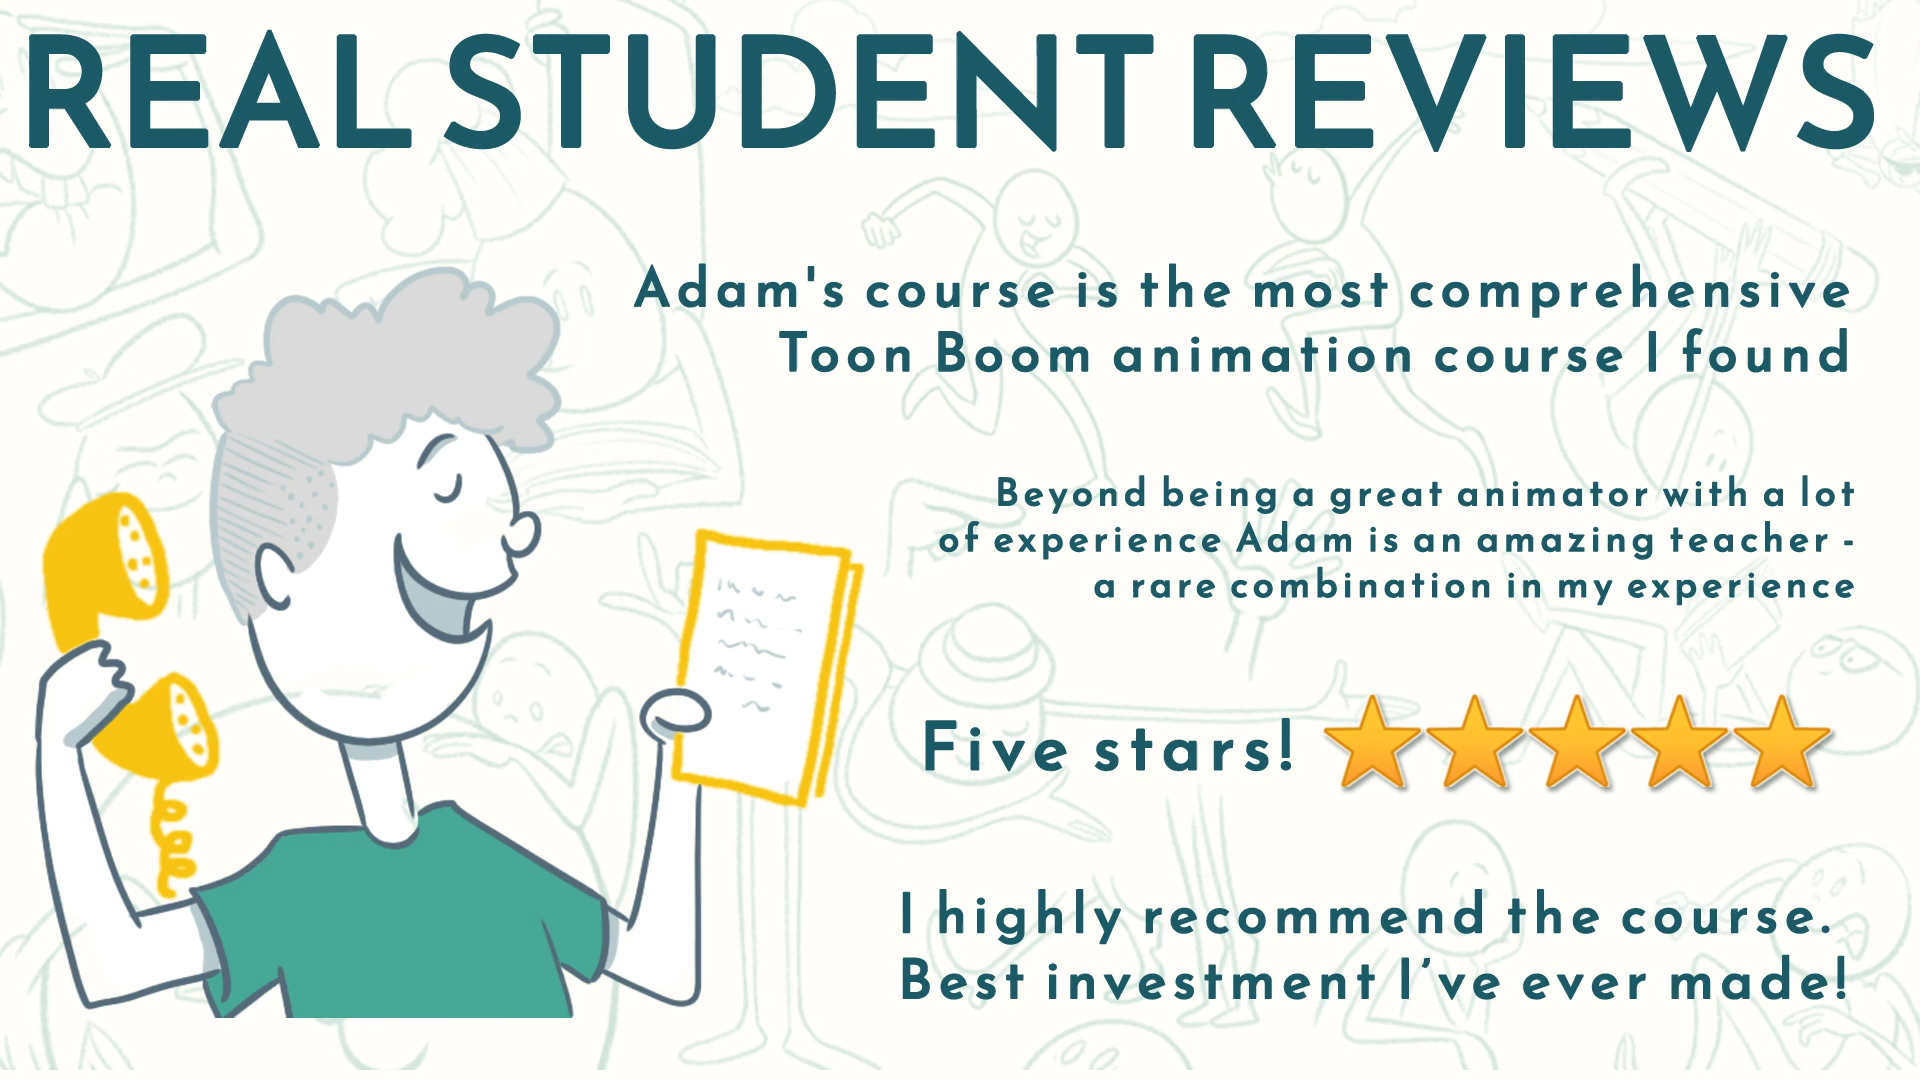 REAL STUDENT REVIEWS
Adam's course is the most comprehensive
Toon Boom animation course I found
Beyond being a great animator with a lot
of experience Adam is an amazing teacher -
a rare combination in my experience
Five stars!
I highly recommend the course.
Best investment I’ve ever made!